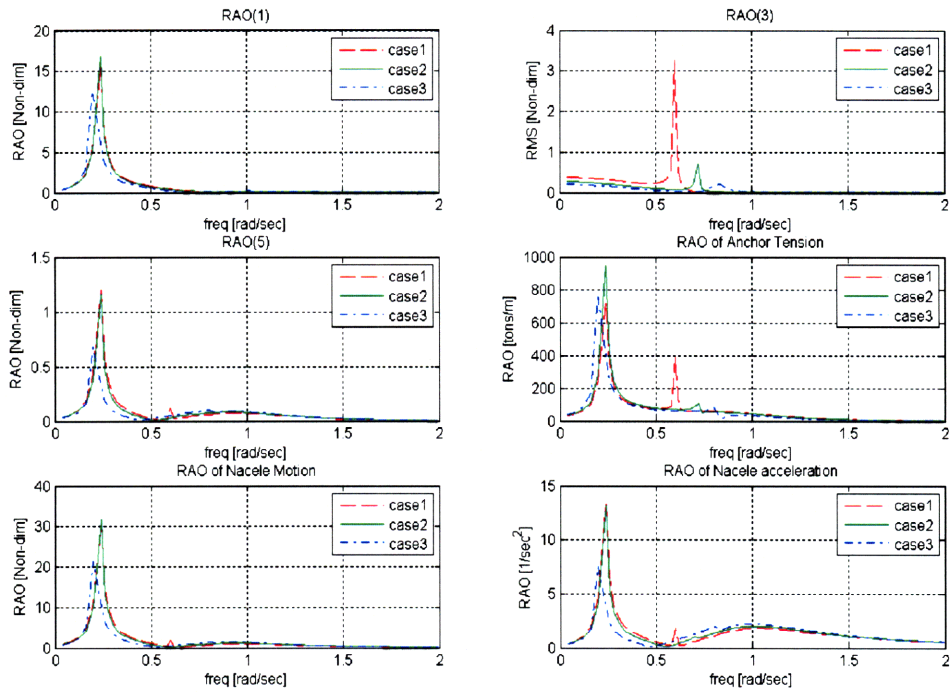 RAO(1)
RAO [Non-dim]
20
15
10
5
0
0
0.5
1
1.5
2
freq [rad/sec]
case1
case2
case3
RAO(3)
RMS [Non-dim]
4
3
2
1
0
0
0.5
1
1.5
2
freq [rad/sec]
case1
case2
case3
RAO(5)
RAO [Non-dim]
1.5
1
0.5
0
0
0.5
1
1.5
2
freq [rad/sec]
case1
case2
case3
RAO of Anchor Tension
RAO [tons/m]
1000
800
600
400
200
0
0
0.5
1
1.5
2
freq [rad/sec]
case1
case2
case3
RAO of Nacele Motion
RAO [Non-dim]
40
30
20
10
0
0
0.5
1
1.5
2
freq [rad/sec]
case1
case2
case3
RAO of Nacele acceleration
RAO [1/sec²]
15
10
5
0
0
0.5
1
1.5
2
freq [rad/sec]
case1
case2
case3